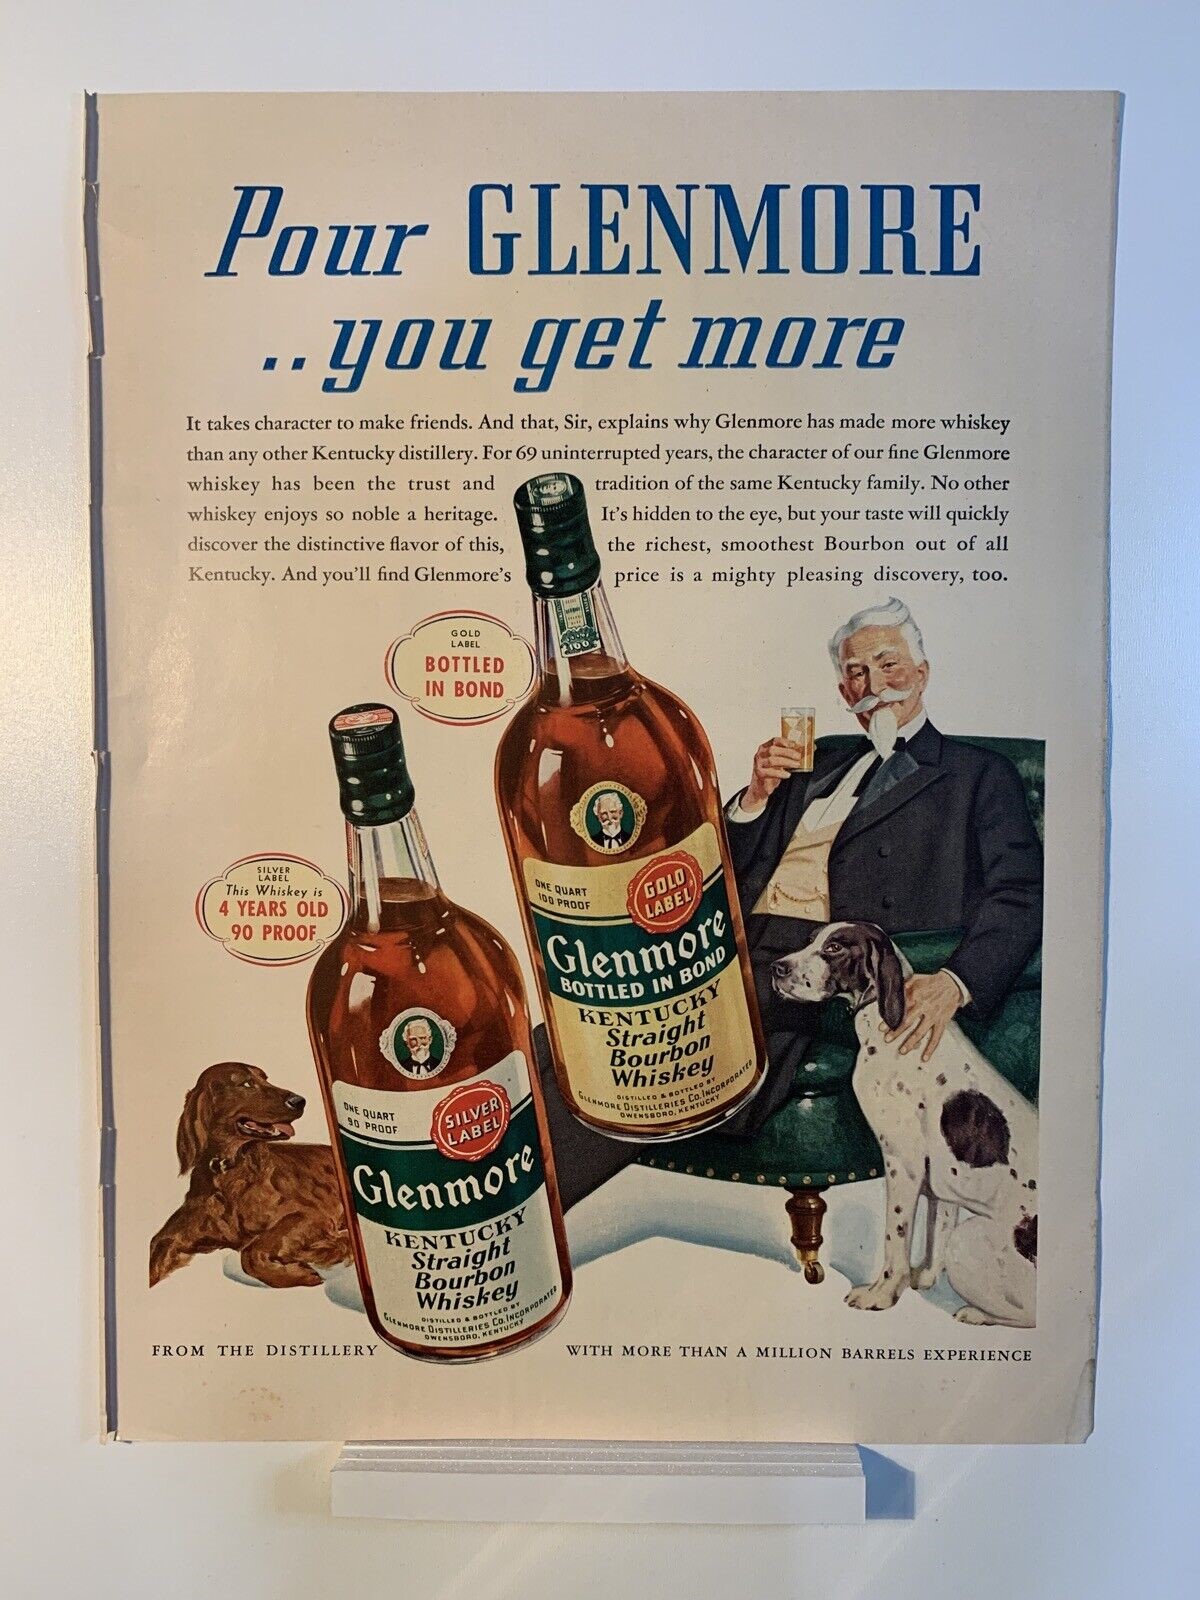 Pour GLENMORE
..you get more
It takes character to make friends. And that, Sir, explains why Glenmore has made more whiskey
than any other Kentucky distillery. For 69 uninterrupted years, the character of our fine Glenmore
whiskey has been the trust and tradition of the same Kentucky family. No other
whiskey enjoys so noble a heritage. It's hidden to the eye, but your taste will quickly
discover the distinctive flavor of this, the richest, smoothest Bourbon out of all
Kentucky. And you'll find Glenmore's price is a mighty pleasing discovery, too.
100
GOLD
LABEL
BOTTLED
IN BOND
ONE QUART
100 PROOF
GOLD
LABEL
Glenmore
BOTTLED IN BOND
KENTUCKY
Straight
Bourbon
Whiskey
DISTILLED & BOTTLED BY
GLENMORE DISTILLERIES CO. INCORPORATED
OWENSBORO, KENTUCKY
SILVER
LABEL
This Whiskey is
4 YEARS OLD
90 PROOF
ONE QUART
90 PROOF
SILVER
LABEL
Glenmore
KENTUCKY
Straight
Bourbon
Whiskey
DISTILLED & BOTTLED BY
GLENMORE DISTILLERIES CO. INCORPORATED
OWENSBORO, KENTUCKY
FROM THE DISTILLERY WITH MORE THAN A MILLION BARRELS EXPERIENCE